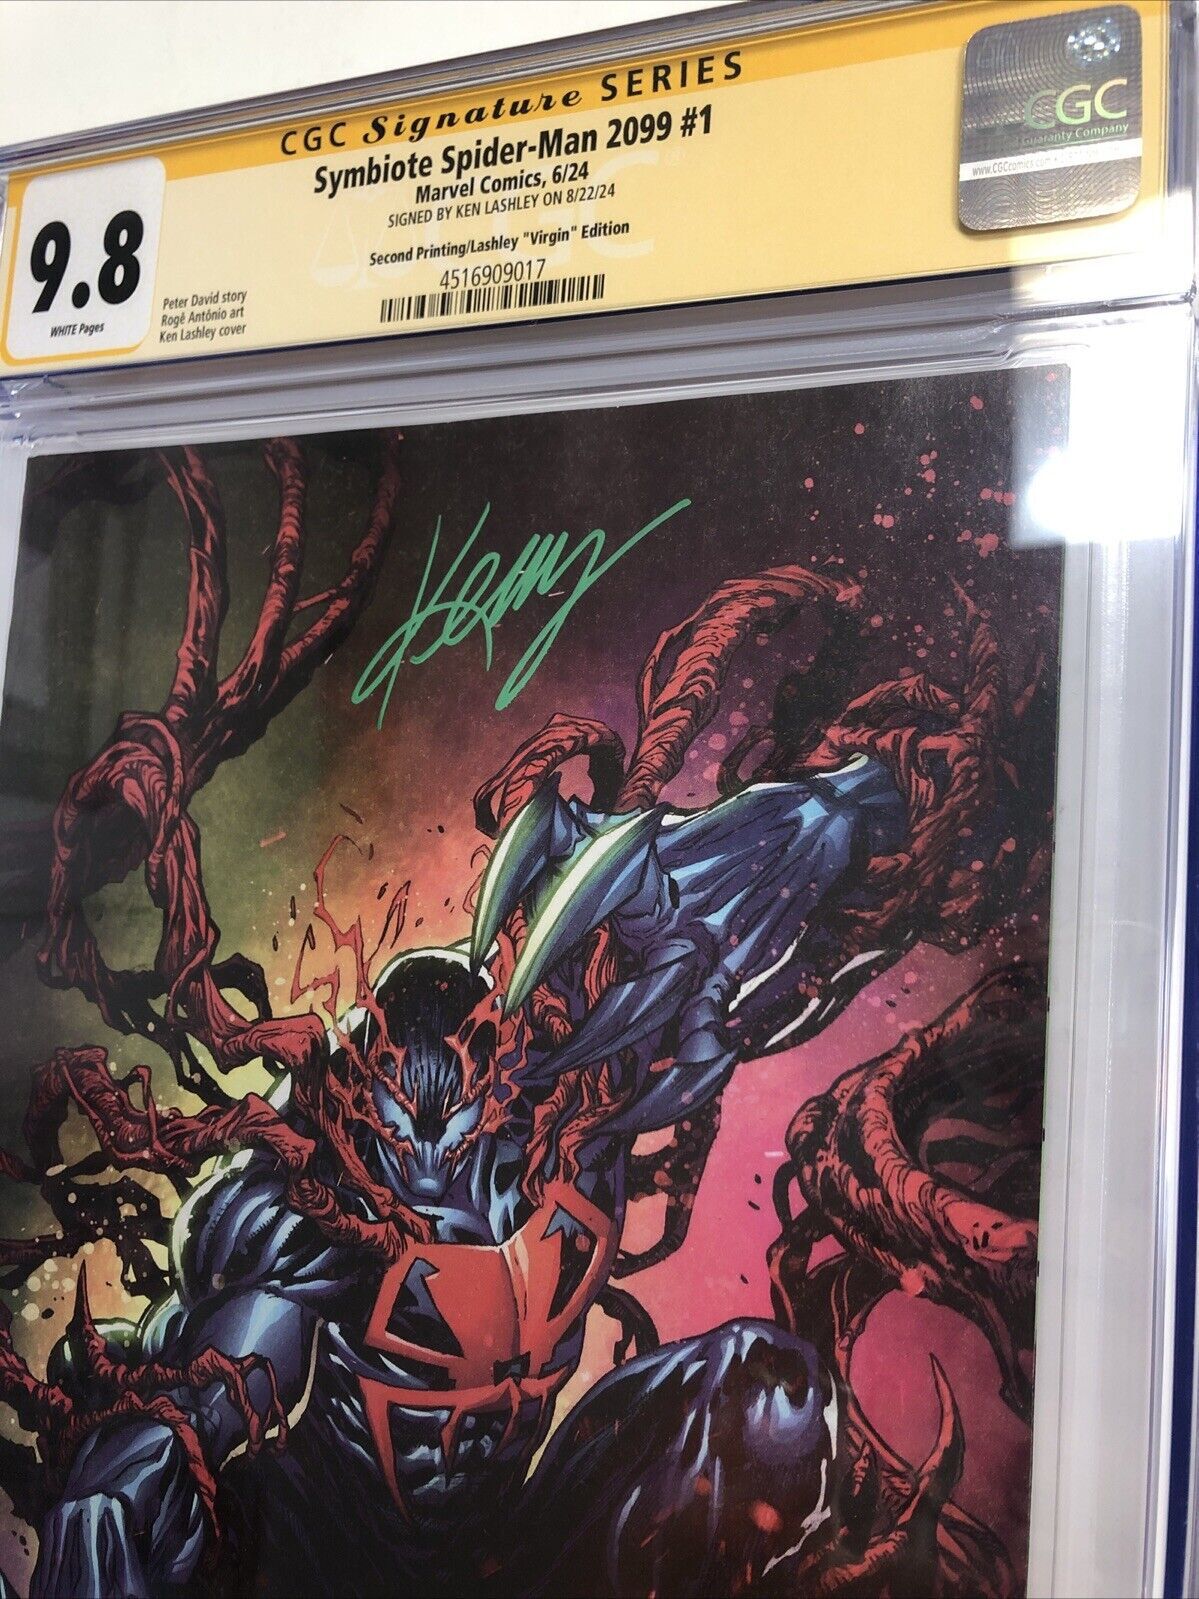 CGC Signature SERIES
Symbiote Spider-Man 2099 #1
Marvel Comics, 6/24
SIGNED BY KEN LASHLEY ON 8/22/24
Second Printing/Lashley "Virgin" Edition
4516909017
9.8
WHITE Pages
Peter David story
Rogê Antônio art
Ken Lashley cover
CGC
Guaranty Company
www.CGCcomics.com